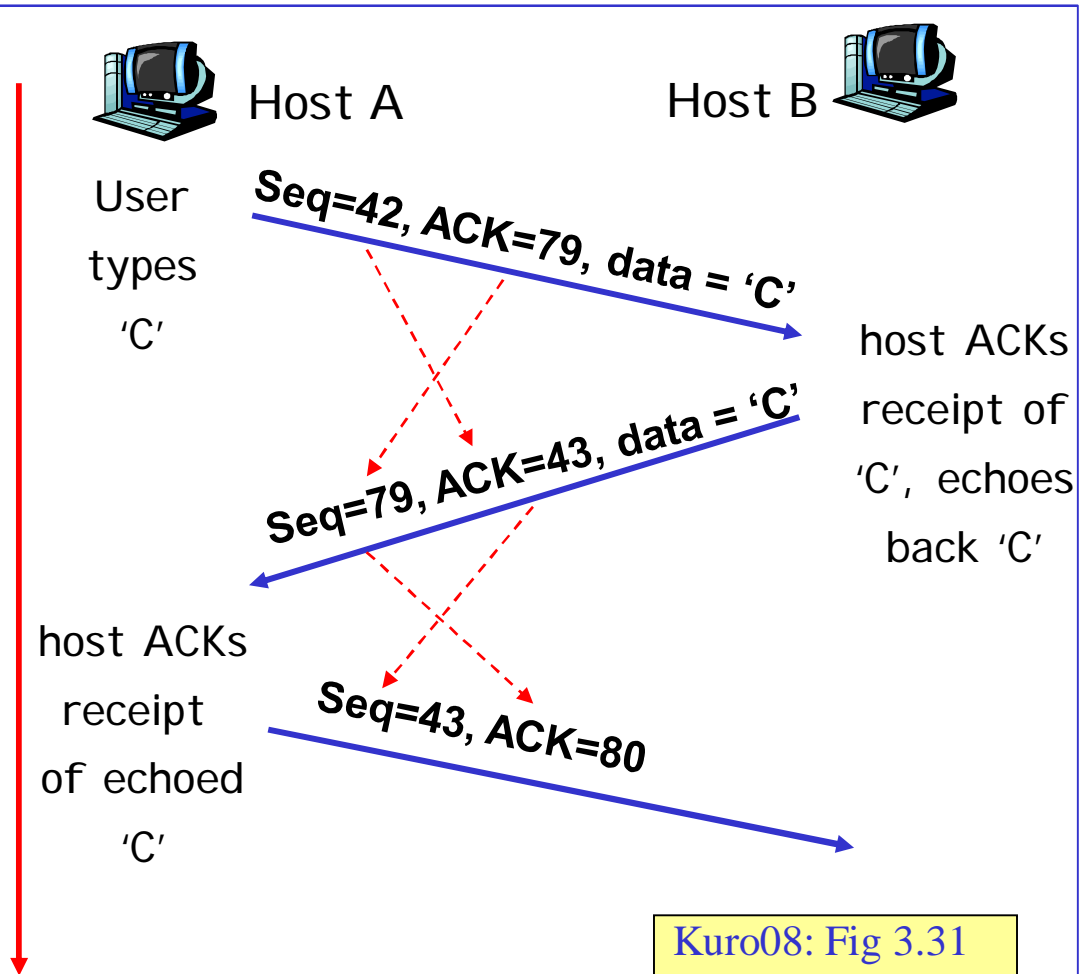 Host A
Host B
User
types
‘C’
Seq=42, ACK=79, data = ‘C’
host ACKs
receipt of
‘C’, echoes
back ‘C’
Seq=79, ACK=43, data = ‘C’
host ACKs
receipt
of echoed
‘C’
Seq=43, ACK=80
Kuro08: Fig 3.31